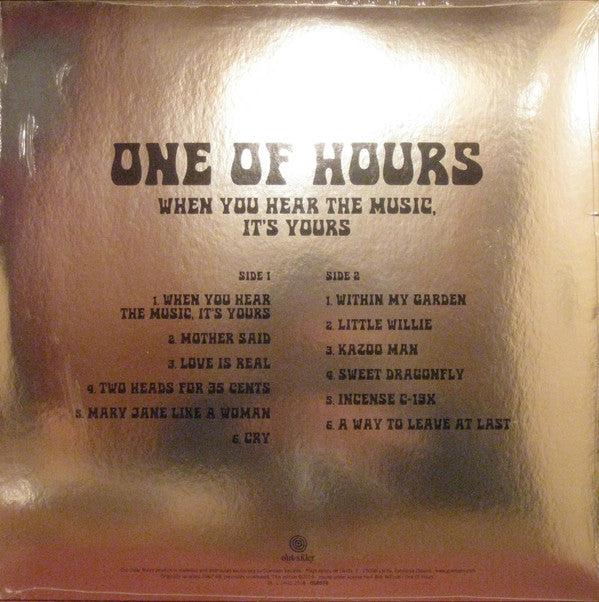 ONE OF HOURS
WHEN YOU HEAR THE MUSIC,
IT'S YOURS
SIDE 1
1. WHEN YOU HEAR
THE MUSIC, IT'S YOURS
2. MOTHER SAID
3. LOVE IS REAL
4. TWO HEADS FOR 35 CENTS
5. MARY JANE LIKE A WOMAN
6. CRY
SIDE 2
1. WITHIN MY GARDEN
2. LITTLE WILLIE
3. KAZOO MAN
4. SWEET DRAGONFLY
5. INCENSE C-19X
6. A WAY TO LEAVE AT LAST